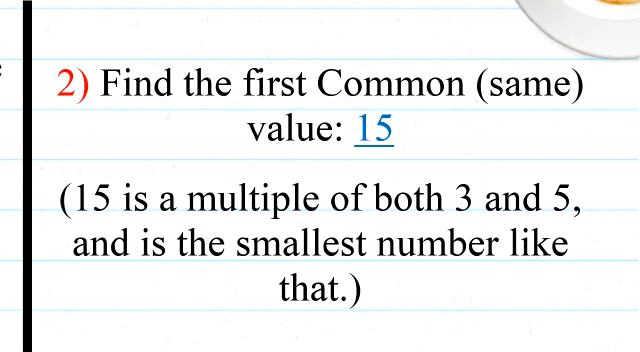 2) Find the first Common (same)
value: 15
(15 is a multiple of both 3 and 5,
and is the smallest number like
that.)